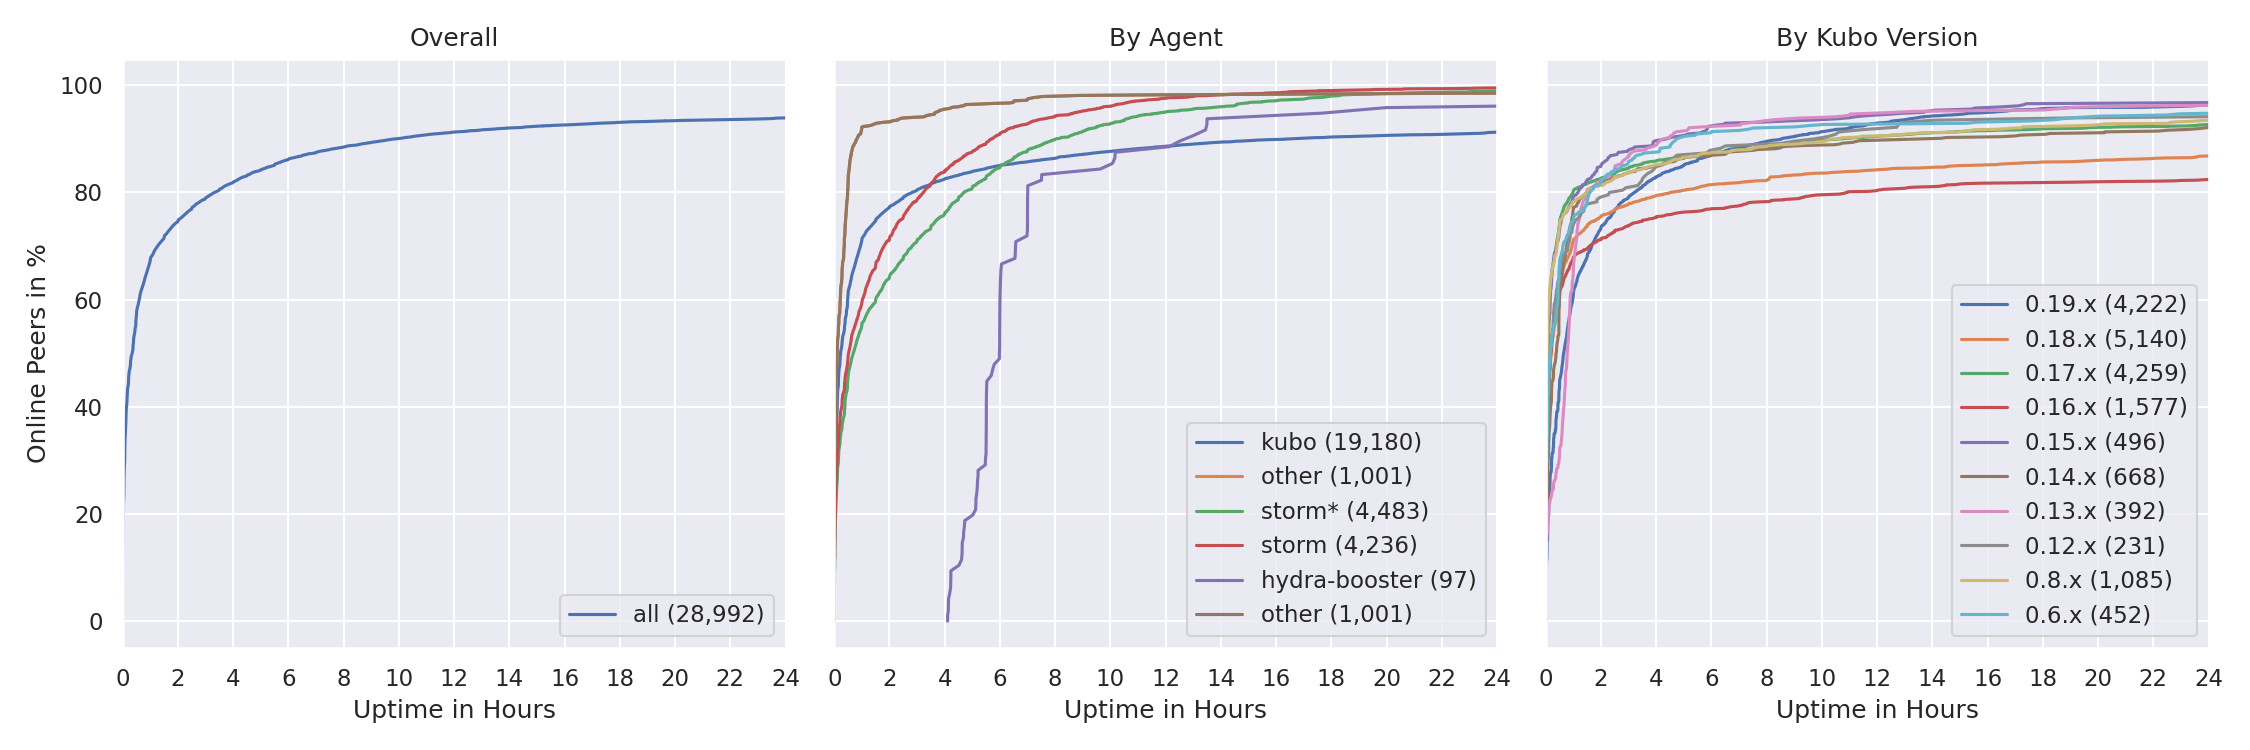 Overall
Online Peers in %
100
80
60
40
20
0
all (28,992)
0 2 4 6 8 10 12 14 16 18 20 22 24
Uptime in Hours
By Agent
kubo (19,180)
other (1,001)
storm* (4,483)
storm (4,236)
hydra-booster (97)
other (1,001)
0 2 4 6 8 10 12 14 16 18 20 22 24
Uptime in Hours
By Kubo Version
0.19.x (4,222)
0.18.x (5,140)
0.17.x (4,259)
0.16.x (1,577)
0.15.x (496)
0.14.x (668)
0.13.x (392)
0.12.x (231)
0.8.x (1,085)
0.6.x (452)
0 2 4 6 8 10 12 14 16 18 20 22 24
Uptime in Hours